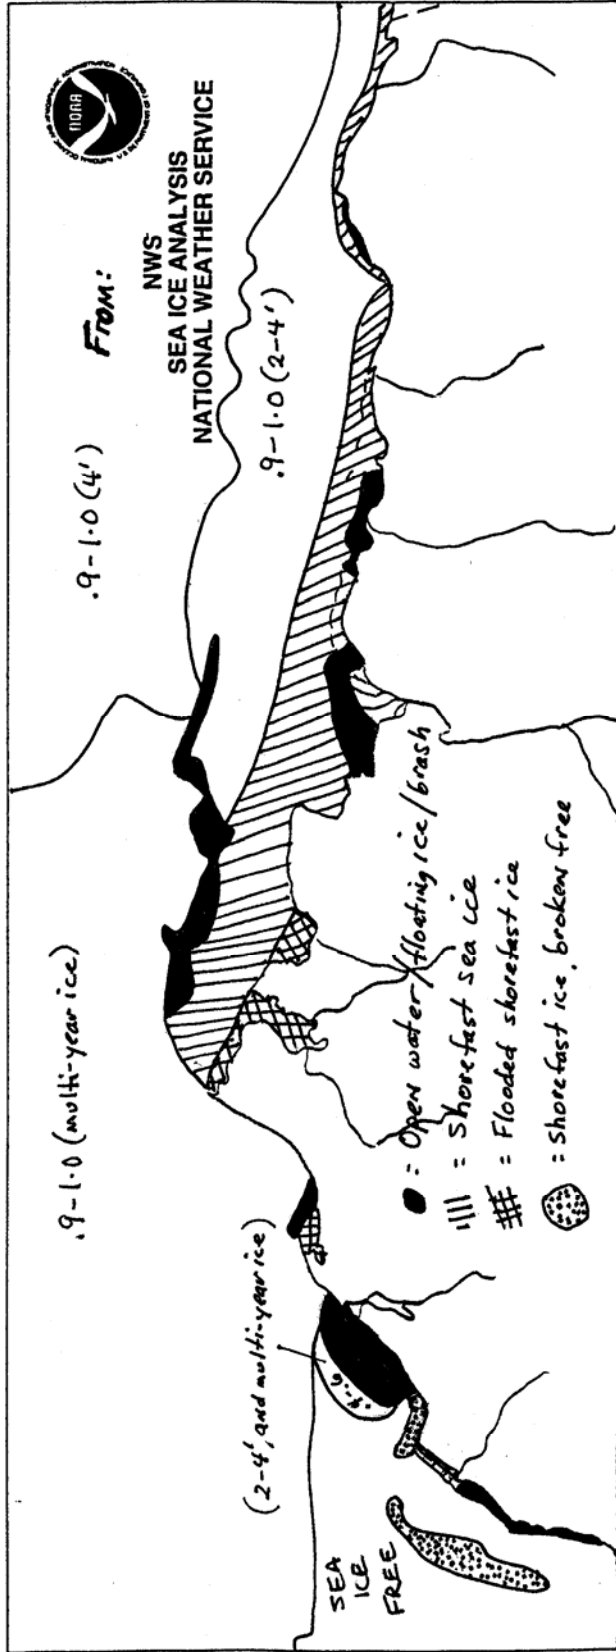 NOAA
From:
NWS
SEA ICE ANALYSIS
NATIONAL WEATHER SERVICE
.9-1.0 (multi-year ice)
.9-1.0 (4')
.9-1.0 (2-4')
(2-4', and multi-year ice)
SEA
ICE
FREE
= Open water/floating ice/brash
= Shorefast sea ice
= Flooded shorefast ice
= Shorefast ice, broken free